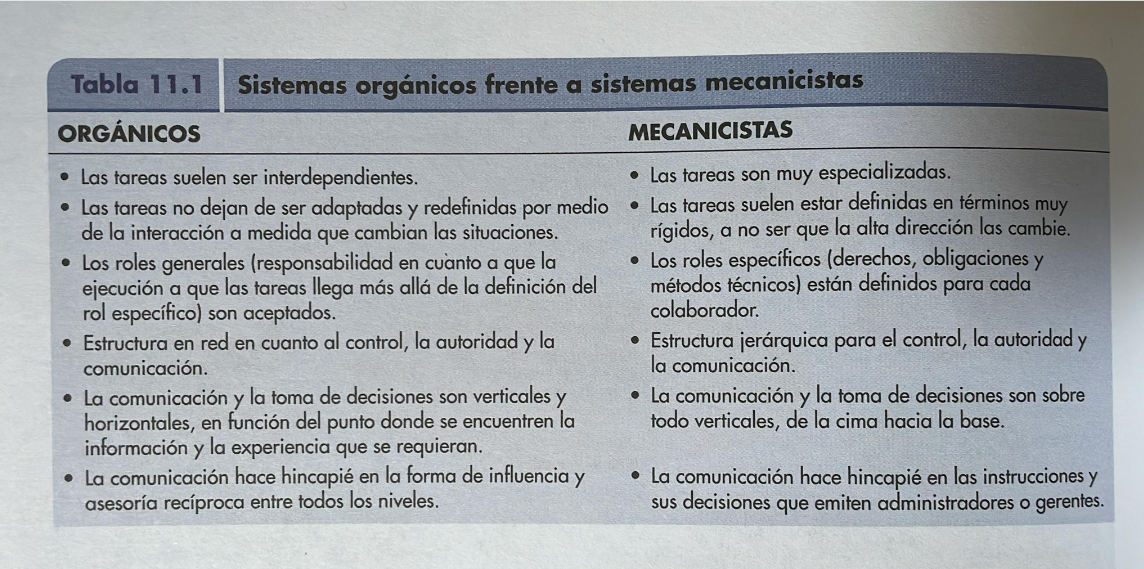 Tabla 11.1 Sistemas orgánicos frente a sistemas mecanicistas
ORGÁNICOS
• Las tareas suelen ser interdependientes.
• Las tareas no dejan de ser adaptadas y redefinidas por medio
de la interacción a medida que cambian las situaciones.
• Los roles generales (responsabilidad en cuanto a que la
ejecución a que las tareas llega más allá de la definición del
rol específico) son aceptados.
• Estructura en red en cuanto al control, la autoridad y la
comunicación.
• La comunicación y la toma de decisiones son verticales y
horizontales, en función del punto donde se encuentren la
información y la experiencia que se requieran.
• La comunicación hace hincapié en la forma de influencia y
asesoría recíproca entre todos los niveles.
MECANICISTAS
• Las tareas son muy especializadas.
• Las tareas suelen estar definidas en términos muy
rígidos, a no ser que la alta dirección las cambie.
• Los roles específicos (derechos, obligaciones y
métodos técnicos) están definidos para cada
colaborador.
• Estructura jerárquica para el control, la autoridad y
la comunicación.
• La comunicación y la toma de decisiones son sobre
todo verticales, de la cima hacia la base.
• La comunicación hace hincapié en las instrucciones y
sus decisiones que emiten administradores o gerentes.